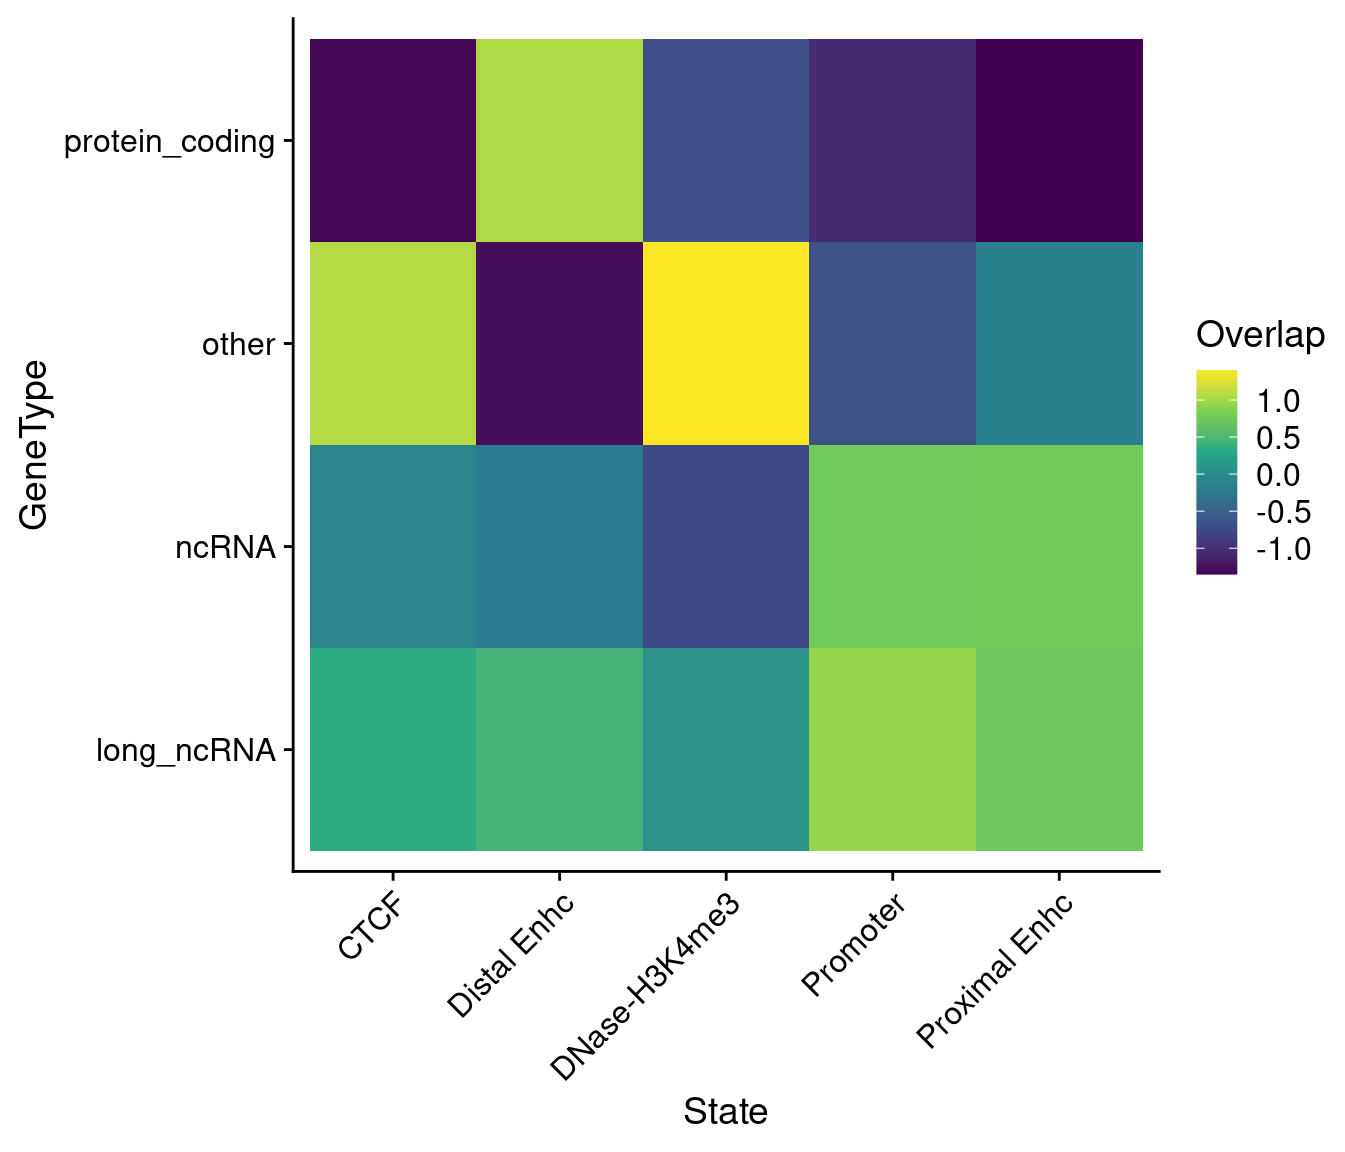 protein_coding
other
ncRNA
long_ncRNA
GeneType
CTCF
Distal Enhc
DNase-H3K4me3
Promoter
Proximal Enhc
State
Overlap
1.0
0.5
0.0
-0.5
-1.0